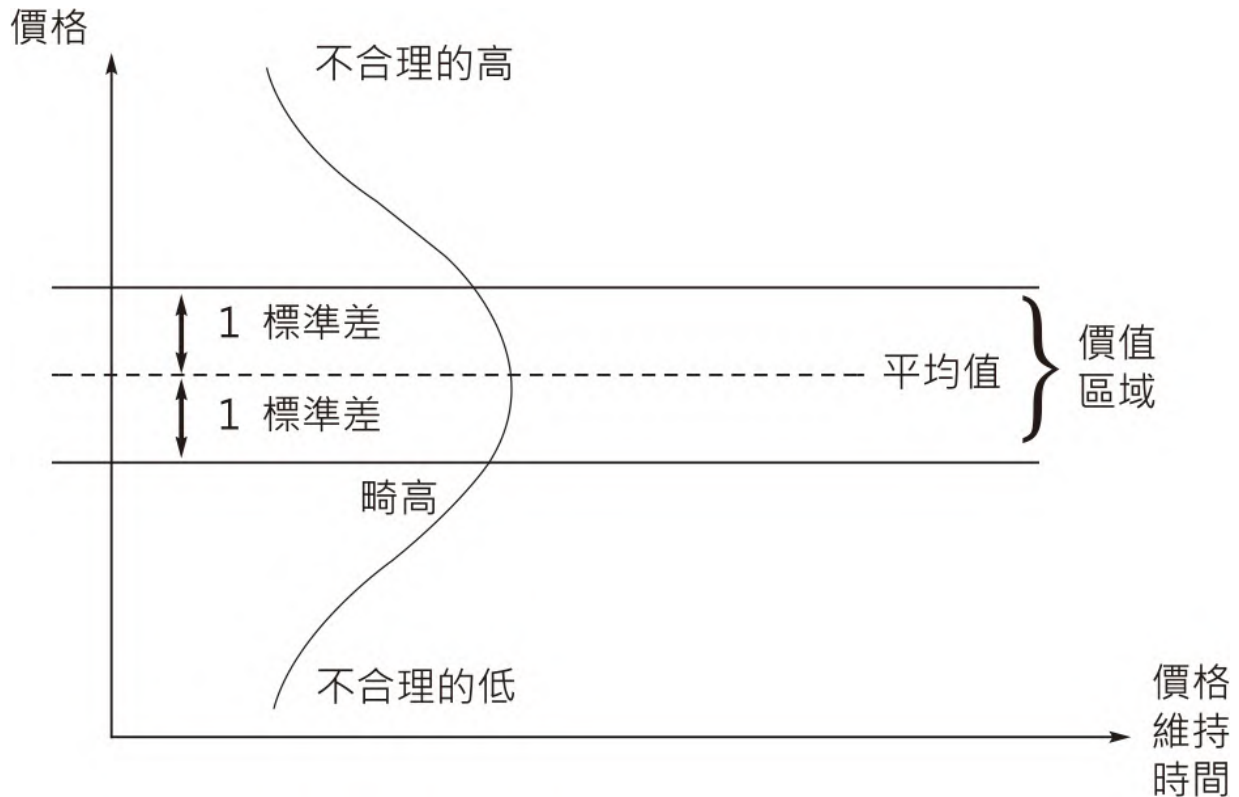 價格
不合理的高
1 標準差
平均值
價值
區域
1 標準差
畸高
不合理的低
價格
維持
時間